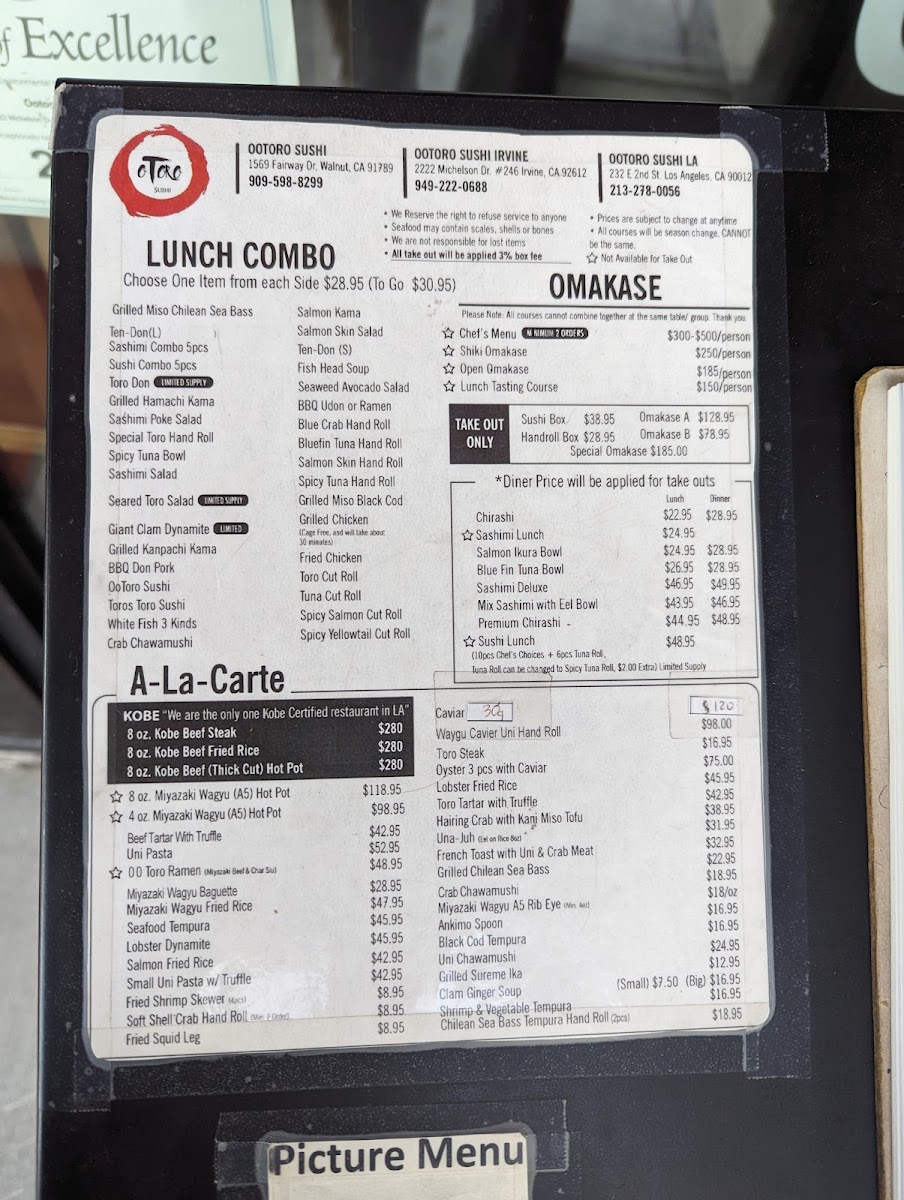 of Excellence
2
OOTORO
SUSHI
OOTORO SUSHI
1569 Fairway Dr, Walnut, CA 91789
909-598-8299
OOTORO SUSHI IRVINE
2222 Michelson Dr. #246 Irvine, CA 92612
949-222-0688
OOTORO SUSHI LA
232 E 2nd St. Los Angeles, CA 90012
213-278-0056
• We Reserve the right to refuse service to anyone
• Seafood may contain scales, shells or bones
• We are not responsible for lost items
• All take out will be applied 3% box fee
• Prices are subject to change at anytime
• All courses will be season change, CANNOT
be the same.
☆ Not Available for Take Out
LUNCH COMBO
Choose One Item from each Side $28.95 (To Go $30.95)
Grilled Miso Chilean Sea Bass
Ten-Don(L)
Sashimi Combo 5pcs
Sushi Combo 5pcs
Toro Don LIMITED SUPPLY
Grilled Hamachi Kama
Sashimi Poke Salad
Special Toro Hand Roll
Spicy Tuna Bowl
Sashimi Salad
Seared Toro Salad LIMITED SUPPLY
Giant Clam Dynamite LIMITED
Grilled Kanpachi Kama
BBQ Don Pork
OoToro Sushi
Toros Toro Sushi
White Fish 3 Kinds
Crab Chawamushi
Salmon Kama
Salmon Skin Salad
Ten-Don (S)
Fish Head Soup
Seaweed Avocado Salad
BBQ Udon or Ramen
Blue Crab Hand Roll
Bluefin Tuna Hand Roll
Salmon Skin Hand Roll
Spicy Tuna Hand Roll
Grilled Miso Black Cod
Grilled Chicken
(Cage Free, and will take about
30 minutes)
Fried Chicken
Toro Cut Roll
Tuna Cut Roll
Spicy Salmon Cut Roll
Spicy Yellowtail Cut Roll
OMAKASE
Please Note: All courses cannot combine together at the same table/ group. Thank you.
☆ Chef's Menu MINIMUM 2 ORDERS $300-$500/person
☆ Shiki Omakase $250/person
☆ Open Omakase $185/person
☆ Lunch Tasting Course $150/person
TAKE OUT
ONLY
Sushi Box $38.95 Omakase A $128.95
Handroll Box $28.95 Omakase B $78.95
Special Omakase $185.00
*Diner Price will be applied for take outs
Lunch Dinner
Chirashi $22.95 $28.95
☆ Sashimi Lunch $24.95
Salmon Ikura Bowl $24.95 $28.95
Blue Fin Tuna Bowl $26.95 $28.95
Sashimi Deluxe $46.95 $49.95
Mix Sashimi with Eel Bowl $43.95 $46.95
Premium Chirashi - $44.95 $48.95
☆ Sushi Lunch $48.95
(10pcs Chef's Choices + 6pcs Tuna Roll,
Tuna Roll can be changed to Spicy Tuna Roll, $2.00 Extra) Limited Supply
A-La-Carte
KOBE "We are the only one Kobe Certified restaurant in LA"
8 oz. Kobe Beef Steak $280
8 oz. Kobe Beef Fried Rice $280
8 oz. Kobe Beef (Thick Cut) Hot Pot $280
☆ 8 oz. Miyazaki Wagyu (A5) Hot Pot $118.95
☆ 4 oz. Miyazaki Wagyu (A5) Hot Pot $98.95
Beef Tartar With Truffle $42.95
Uni Pasta $52.95
☆ OO Toro Ramen (Miyazaki Beef & Char Siu) $48.95
Miyazaki Wagyu Baguette $28.95
Miyazaki Wagyu Fried Rice $47.95
Seafood Tempura $45.95
Lobster Dynamite $45.95
Salmon Fried Rice $42.95
Small Uni Pasta w/ Truffle $42.95
Fried Shrimp Skewer (4pcs) $8.95
Soft Shell Crab Hand Roll (Min. 2 Order) $8.95
Fried Squid Leg $8.95
Caviar 30g $120
Waygu Cavier Uni Hand Roll $98.00
Toro Steak $16.95
Oyster 3 pcs with Caviar $75.00
Lobster Fried Rice $45.95
Toro Tartar with Truffle $42.95
Hairing Crab with Kani Miso Tofu $38.95
Una-Juh (Eel on Rice 8oz) $31.95
French Toast with Uni & Crab Meat $32.95
Grilled Chilean Sea Bass $22.95
Crab Chawamushi $18.95
Miyazaki Wagyu A5 Rib Eye (Min. 4oz) $18/oz
Ankimo Spoon $16.95
Black Cod Tempura $16.95
Uni Chawamushi $24.95
Grilled Sureme Ika $12.95
Clam Ginger Soup (Small) $7.50 (Big) $16.95
Shrimp & Vegetable Tempura $16.95
Chilean Sea Bass Tempura Hand Roll (2pcs) $18.95
Picture Menu